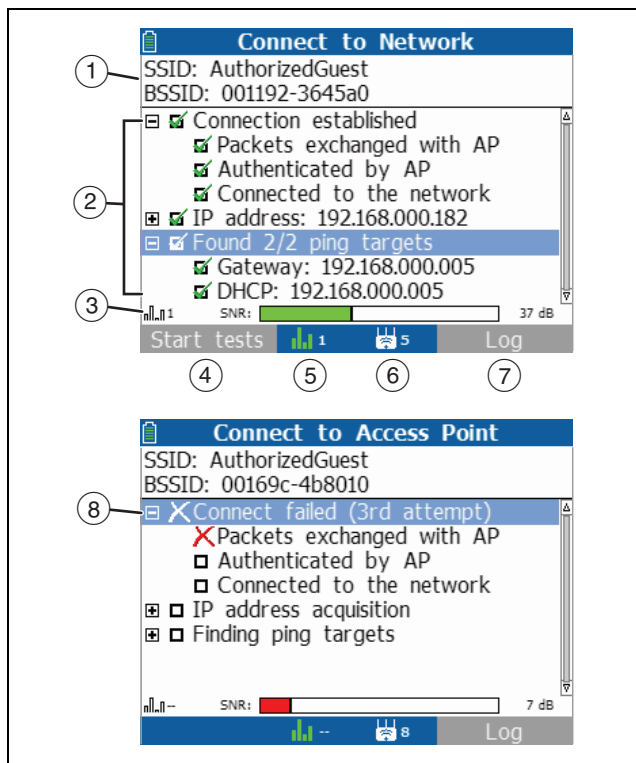 Connect to Network
1
SSID: AuthorizedGuest
BSSID: 001192-3645a0
2
Connection established
Packets exchanged with AP
Authenticated by AP
Connected to the network
IP address: 192.168.000.182
Found 2/2 ping targets
Gateway: 192.168.000.005
DHCP: 192.168.000.005
3
1 SNR: 37 dB
Start tests 1 5 Log
4 5 6 7
Connect to Access Point
SSID: AuthorizedGuest
BSSID: 00169c-4b8010
8
Connect failed (3rd attempt)
Packets exchanged with AP
Authenticated by AP
Connected to the network
IP address acquisition
Finding ping targets
-- SNR: 7 dB
-- 8 Log